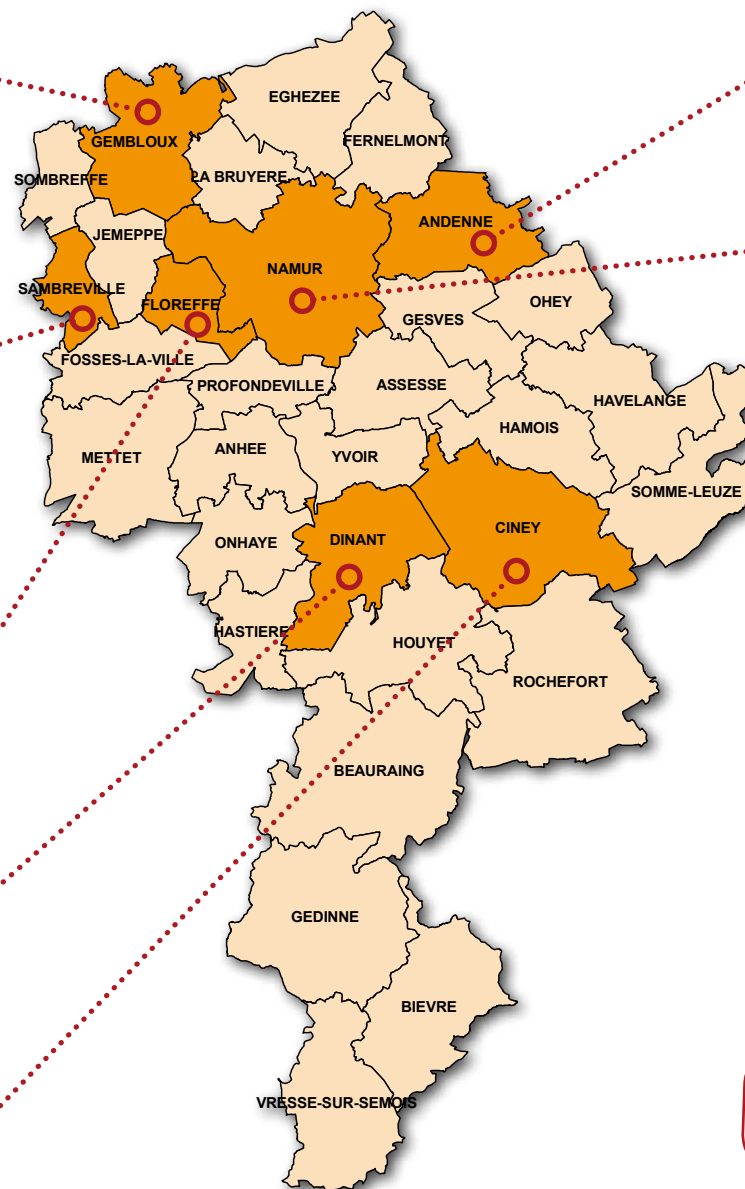 EGHEZEE
GEMBLOUX
FERNELMONT
SOMBREFFE
LA BRUYERE
ANDENNE
JEMEPPE
NAMUR
SAMBREVILLE
FLOREFFE
OHEY
GESVES
FOSSES-LA-VILLE
PROFONDEVILLE
ASSESSE
HAVELANGE
HAMOIS
ANHEE
METTET
YVOIR
SOMME-LEUZE
CINEY
ONHAYE
DINANT
HASTIERE
HOUYET
ROCHEFORT
BEAURAING
GEDINNE
BIEVRE
VRESSE-SUR-SEMOIS